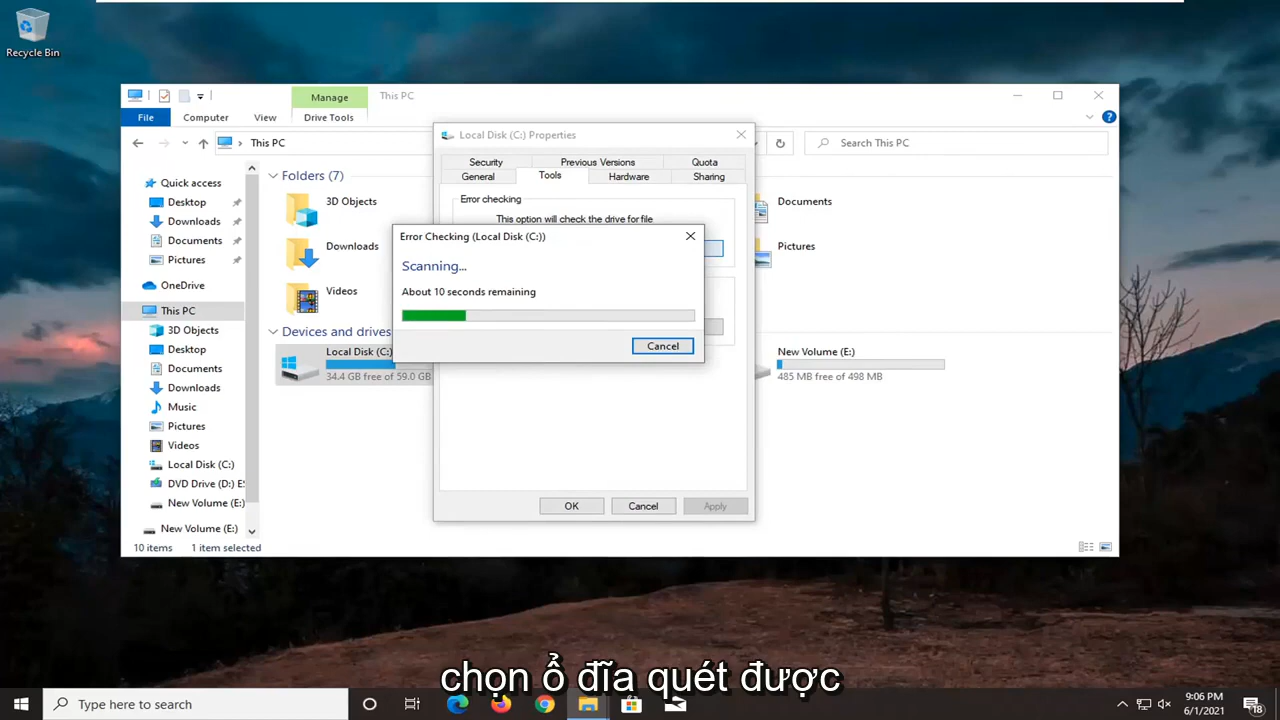 Recycle Bin
Manage
This PC
File
Computer
View
Drive Tools
This PC
Search This PC
Quick access
Desktop
Downloads
Documents
Pictures
OneDrive
This PC
3D Objects
Desktop
Documents
Downloads
Music
Pictures
Videos
Local Disk (C:)
DVD Drive (D:) ES
New Volume (E:)
New Volume (E:)
10 items
1 item selected
Folders (7)
3D Objects
Downloads
Videos
Documents
Pictures
Devices and drives
Local Disk (C:)
34.4 GB free of 59.0 GB
New Volume (E:)
485 MB free of 498 MB
Local Disk (C:) Properties
Security
Previous Versions
Quota
General
Tools
Hardware
Sharing
Error checking
This option will check the drive for file
Error Checking (Local Disk (C:))
Scanning...
About 10 seconds remaining
Cancel
OK
Cancel
Apply
chọn ổ đĩa quét được
Type here to search
9:06 PM
6/1/2021
18